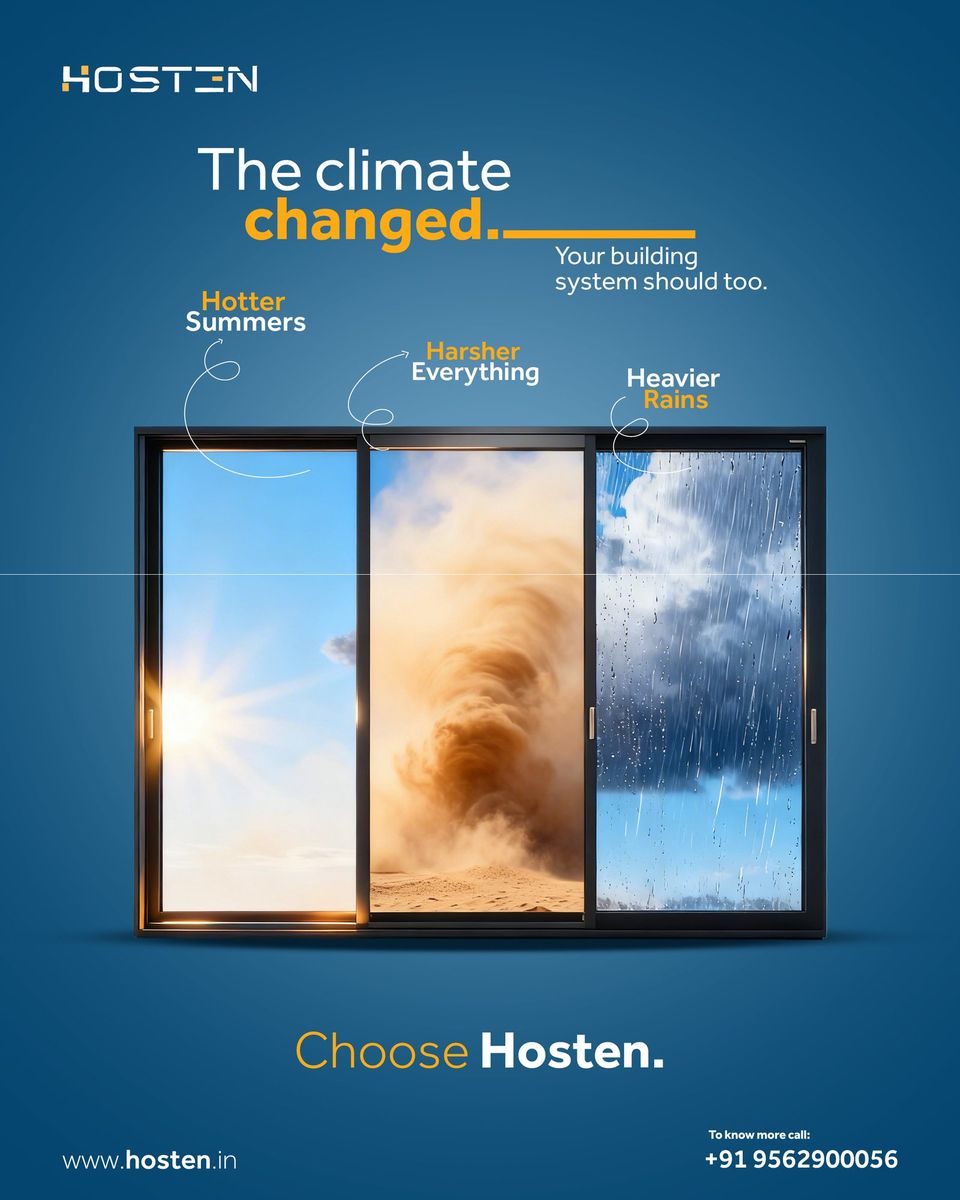 HOSTEN
The climate
changed.
Your building
system should too.
Hotter
Summers
Harsher
Everything
Heavier
Rains
Choose Hosten.
www.hosten.in
To know more call:
+91 9562900056